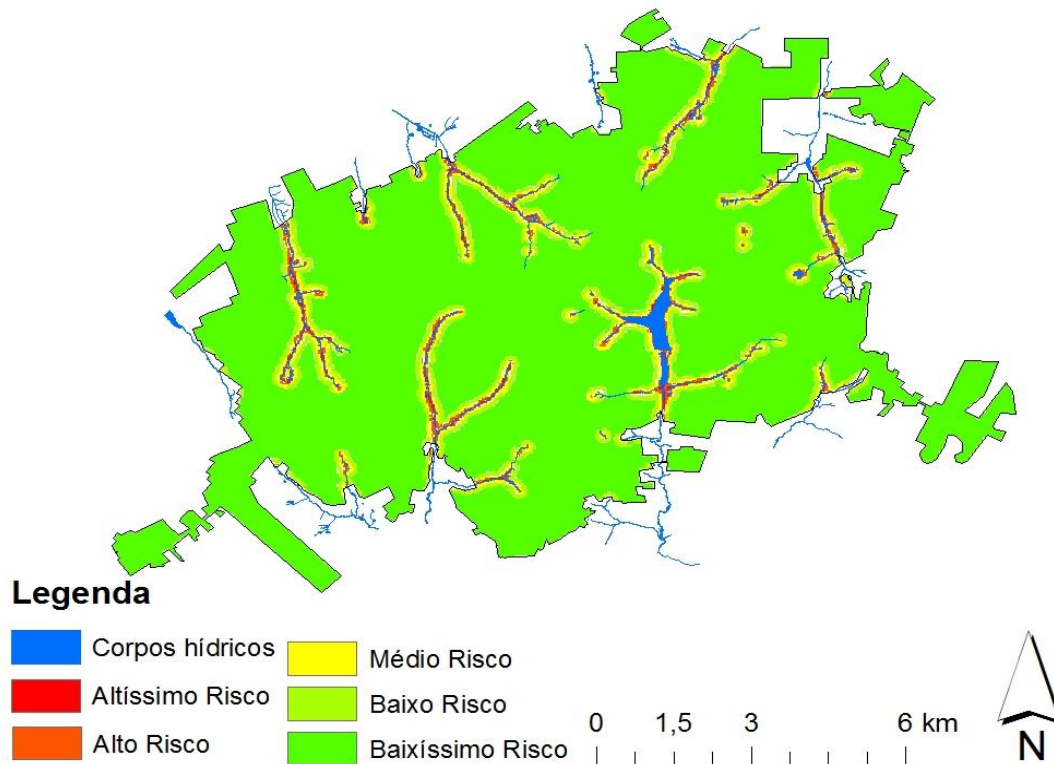 Legenda
Corpos hídricos
Altíssimo Risco
Alto Risco
Médio Risco
Baixo Risco
Baixíssimo Risco
0 1,5 3 6 km
N